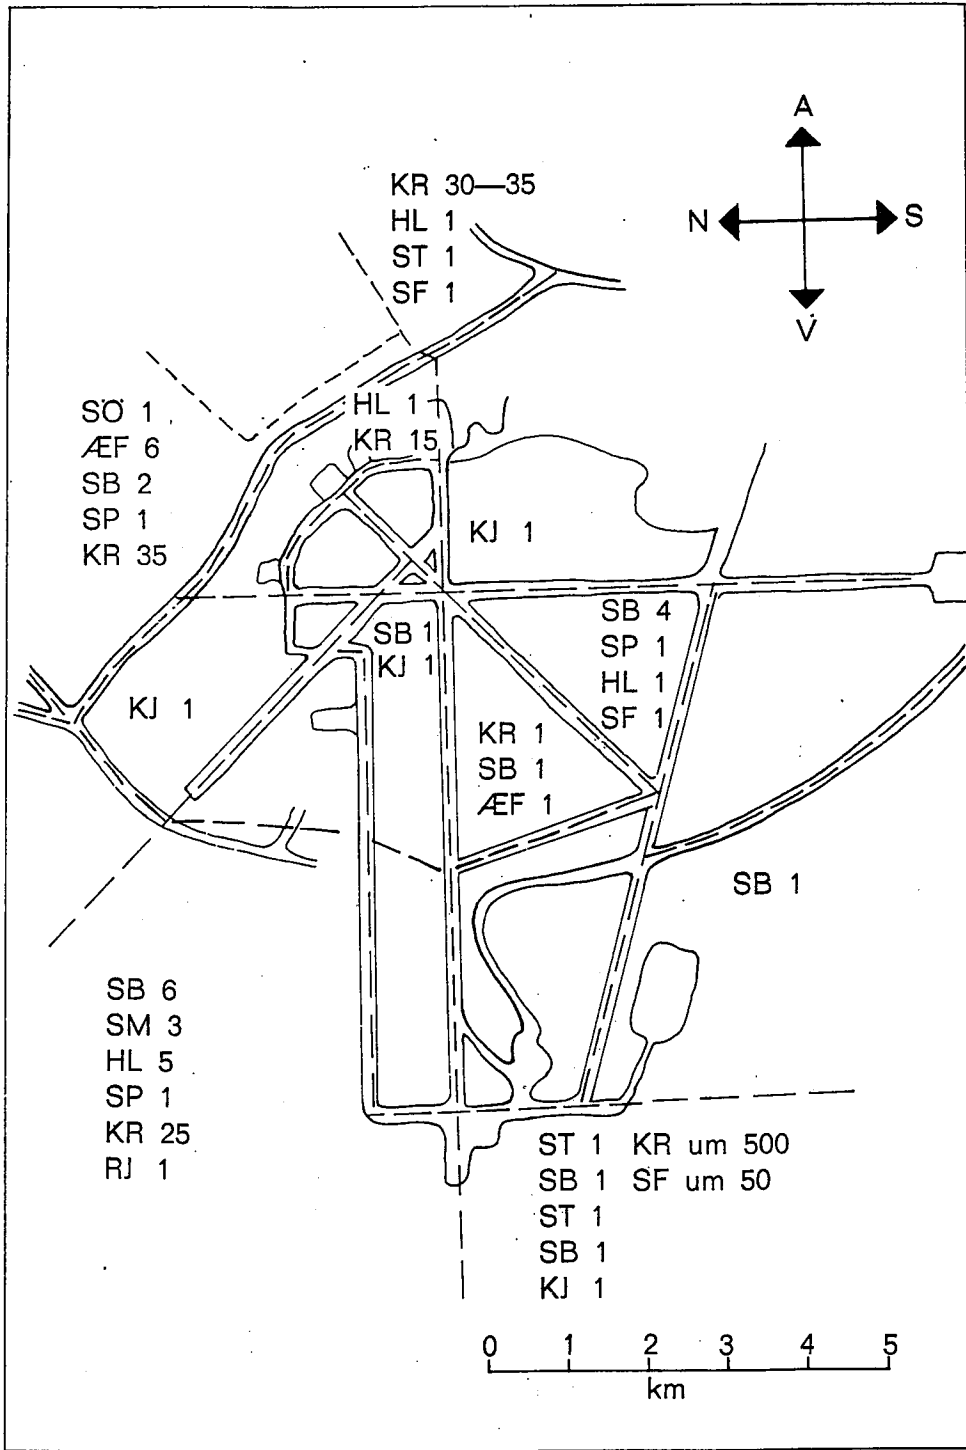 A
N S
V
KR 30—35
HL 1
ST 1
SF 1
SÖ 1
ÆF 6
SB 2
SP 1
KR 35
HL 1
KR 15
KJ 1
SB 1
KJ 1
SB 4
SP 1
HL 1
SF 1
KJ 1
KR 1
SB 1
ÆF 1
SB 1
SB 6
SM 3
HL 5
SP 1
KR 25
RJ 1
ST 1 KR um 500
SB 1 SF um 50
ST 1
SB 1
KJ 1
0 1 2 3 4 5
km